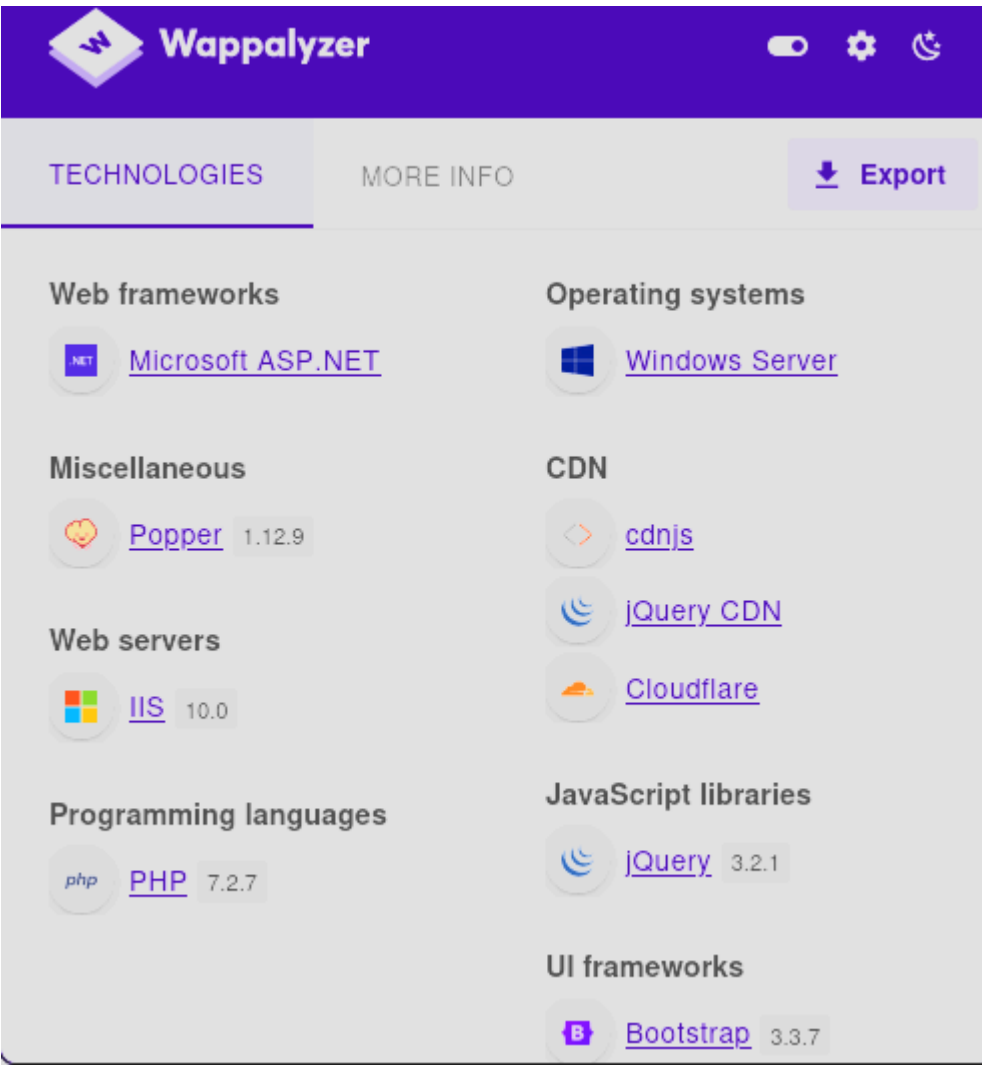 Wappalyzer
TECHNOLOGIES
MORE INFO
Export
Web frameworks
.NET
Microsoft ASP.NET
Miscellaneous
Popper 1.12.9
Web servers
IIS 10.0
Programming languages
php
PHP 7.2.7
Operating systems
Windows Server
CDN
cdnjs
jQuery CDN
Cloudflare
JavaScript libraries
jQuery 3.2.1
UI frameworks
B
Bootstrap 3.3.7